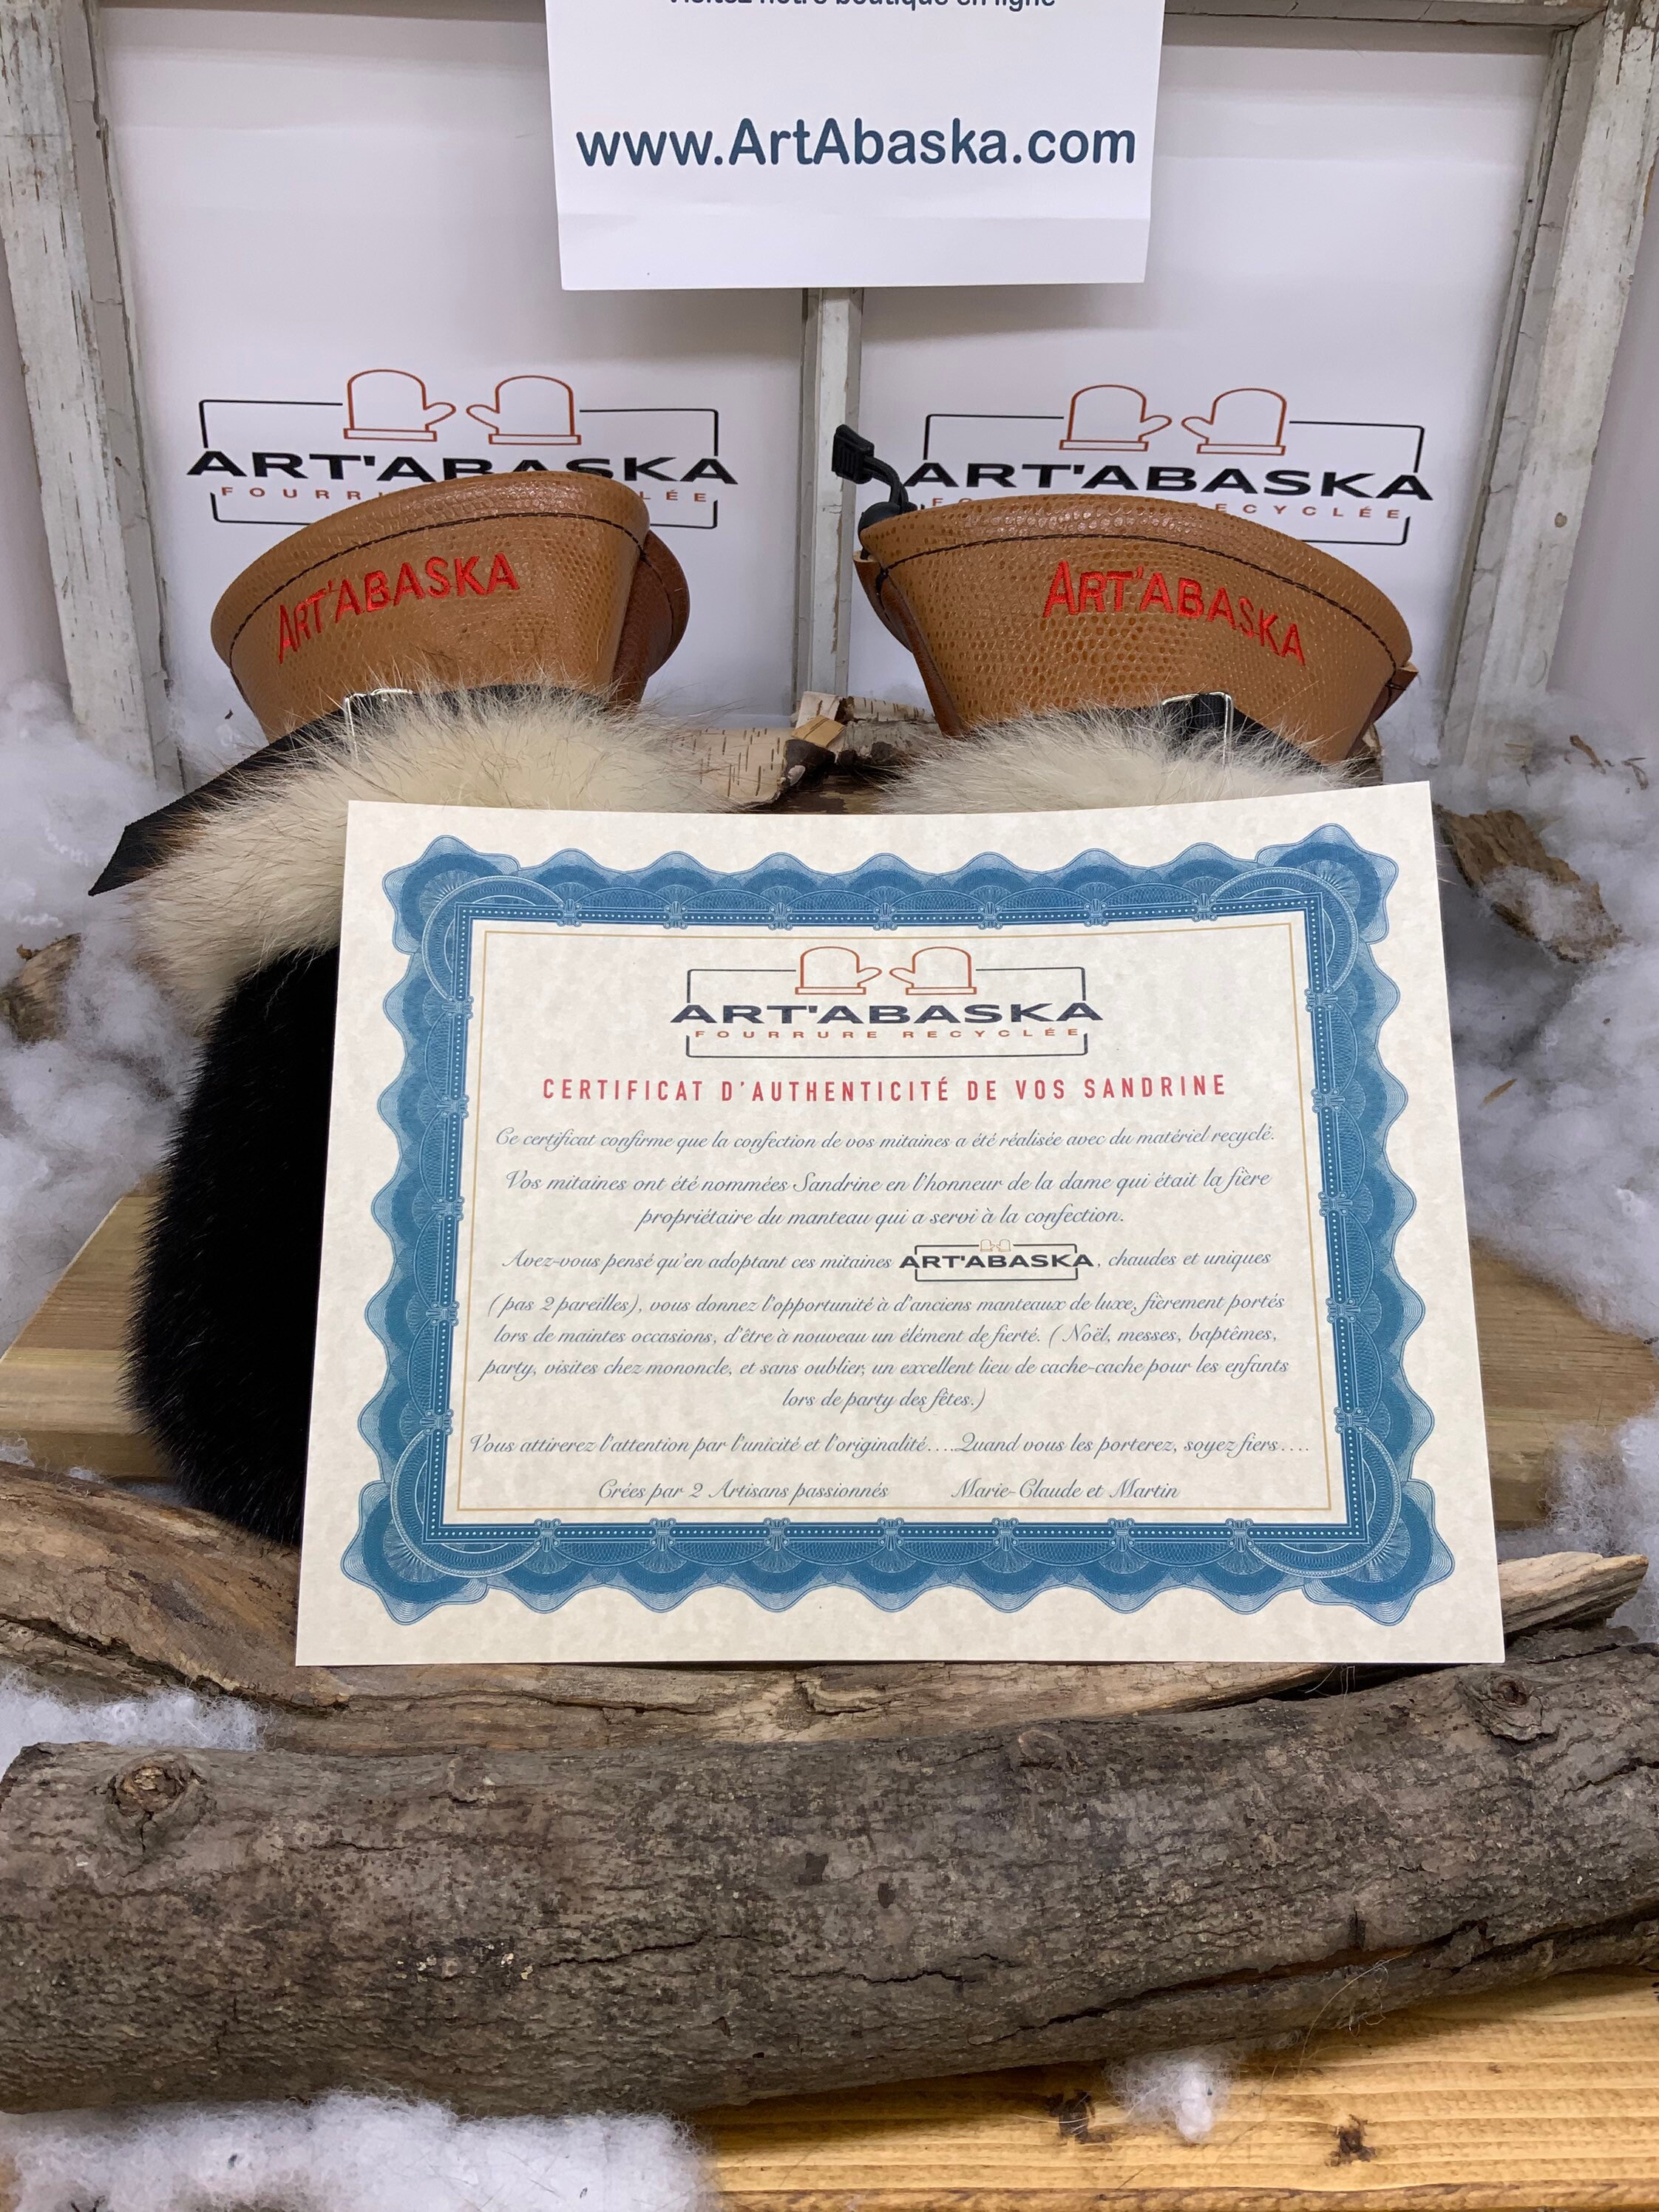 Visitez notre boutique en ligne
www.ArtAbaska.com
ART'ABASKA
ART'ABASKA
RECYCLÉE
ART'ABASKA
ART'ABASKA
ART'ABASKA
FOURRURE RECYCLÉE
CERTIFICAT D'AUTHENTICITÉ DE VOS SANDRINE
Ce certificat confirme que la confection de vos mitaines a été réalisée avec du matériel recyclé.
Vos mitaines ont été nommées Sandrine en l'honneur de la dame qui était la fière
propriétaire du manteau qui a servi à la confection.
Avez-vous pensé qu'en adoptant ces mitaines ART'ABASKA, chaudes et uniques
(pas 2 pareilles), vous donnez l'opportunité à d'anciens manteaux de luxe, fièrement portés
lors de maintes occasions, d'être à nouveau un élément de fierté. (Noël, messes, baptêmes,
party, visites chez mononcle, et sans oublier, un excellent lieu de cache-cache pour les enfants
lors de party des fêtes.)
Vous attirerez l'attention par l'unicité et l'originalité....Quand vous les porterez, soyez fiers....
Crées par 2 Artisans passionnés Marie-Claude et Martin